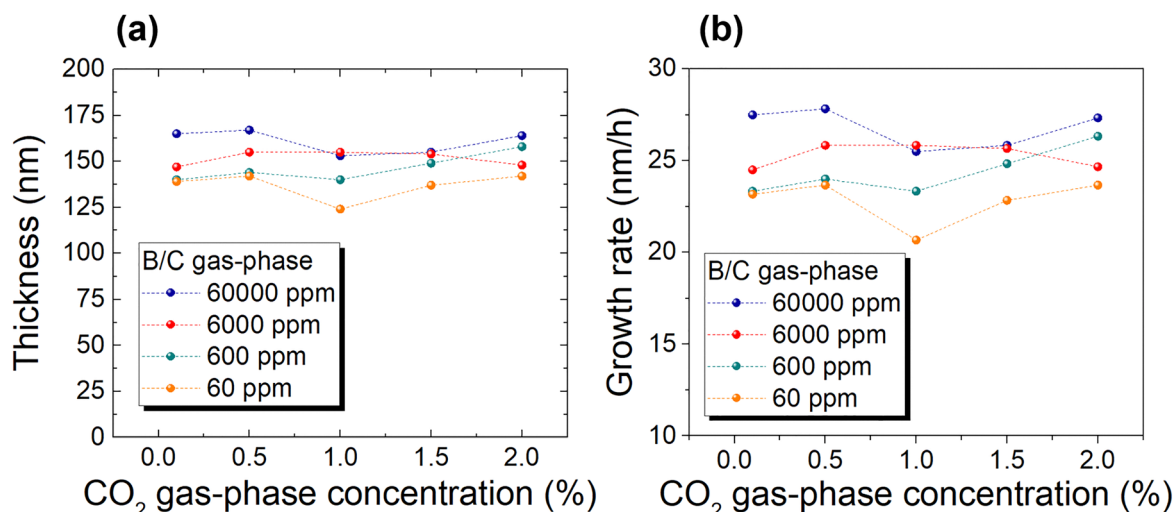 (a)
Thickness (nm)
200
175
150
125
100
75
50
25
0
B/C gas-phase
60000 ppm
6000 ppm
600 ppm
60 ppm
0.0 0.5 1.0 1.5 2.0
CO₂ gas-phase concentration (%)
(b)
Growth rate (nm/h)
30
25
20
15
10
B/C gas-phase
60000 ppm
6000 ppm
600 ppm
60 ppm
0.0 0.5 1.0 1.5 2.0
CO₂ gas-phase concentration (%)